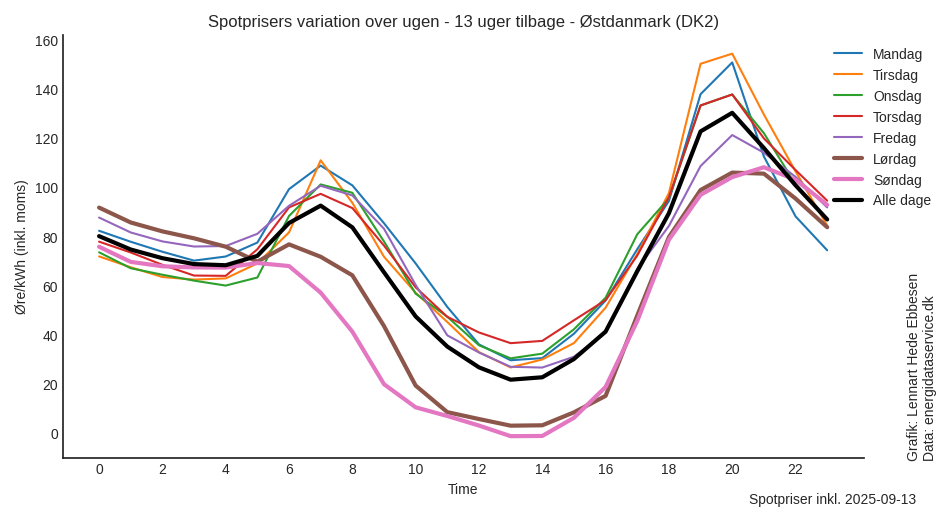 Spotprisers variation over ugen - 13 uger tilbage - Østdanmark (DK2)
160
140
120
100
80
60
40
20
0
Øre/kWh (inkl. moms)
0 2 4 6 8 10 12 14 16 18 20 22
Time
Mandag
Tirsdag
Onsdag
Torsdag
Fredag
Lørdag
Søndag
Alle dage
Grafik: Lennart Hede Ebbesen
Data: energidataservice.dk
Spotpriser inkl. 2025-09-13